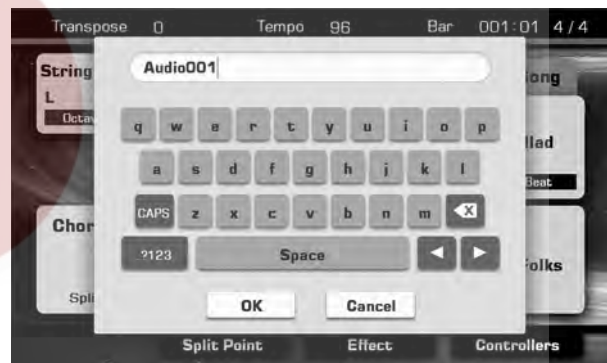 Transpose 0 Tempo 96 Bar 001:01 4/4
String
L
Octav
Audio001
ong
llad
Beat
q w e r t y u i o p
a s d f g h j k l
CAPS z x c v b n m
?123 Space
Chor
Spli
olks
OK Cancel
Split Point Effect Controllers